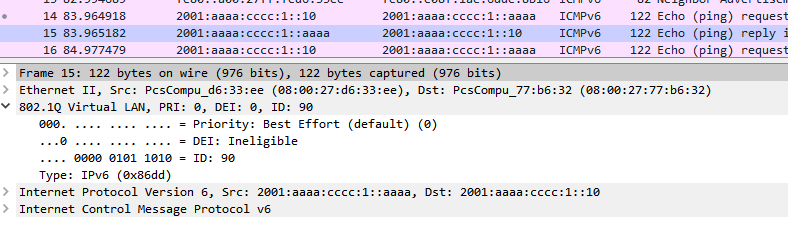 14 83.964918 2001:aaaa:cccc:1::10 2001:aaaa:cccc:1::aaaa ICMPv6 122 Echo (ping) request
15 83.965182 2001:aaaa:cccc:1::aaaa 2001:aaaa:cccc:1::10 ICMPv6 122 Echo (ping) reply i
16 84.977479 2001:aaaa:cccc:1::10 2001:aaaa:cccc:1::aaaa ICMPv6 122 Echo (ping) request
Frame 15: 122 bytes on wire (976 bits), 122 bytes captured (976 bits)
Ethernet II, Src: PcsCompu_d6:33:ee (08:00:27:d6:33:ee), Dst: PcsCompu_77:b6:32 (08:00:27:77:b6:32)
802.1Q Virtual LAN, PRI: 0, DEI: 0, ID: 90
000. .... .... .... = Priority: Best Effort (default) (0)
...0 .... .... .... = DEI: Ineligible
.... 0000 0101 1010 = ID: 90
Type: IPv6 (0x86dd)
Internet Protocol Version 6, Src: 2001:aaaa:cccc:1::aaaa, Dst: 2001:aaaa:cccc:1::10
Internet Control Message Protocol v6